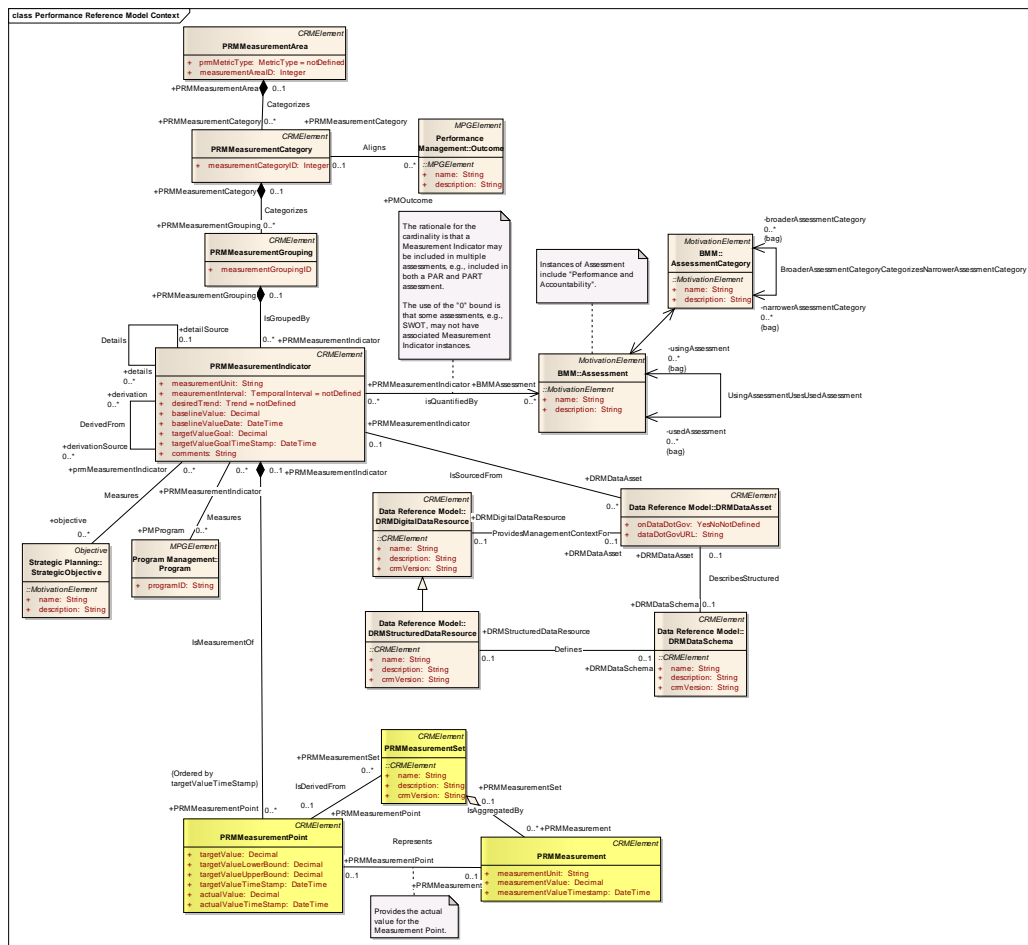 class Performance Reference Model Context
CRMElement
PRMMeasurementArea
+ prmMetricType: MetricType = notDefined
+ measurementAreaID: Integer
+PRMMeasurementArea 0..1
Categorizes
+PRMMeasurementCategory 0..*
+PRMMeasurementCategory
CRMElement
PRMMeasurementCategory
+ measurementCategoryID: Integer
0..1
Aligns
0..*
MPGElement
Performance
Management::Outcome
::MPGElement
+ name: String
+ description: String
+PMOutcome
+PRMMeasurementCategory 0..1
Categorizes
+PRMMeasurementGrouping 0..*
CRMElement
PRMMeasurementGrouping
+ measurementGroupingID
+PRMMeasurementGrouping 0..1
IsGroupedBy
0..* +PRMMeasurementIndicator
The rationale for the
cardinality is that a
Measurement Indicator may
be included in multiple
assessments, e.g., included in
both a PAR and PART
assessment.
The use of the "0" bound is
that some assessments, e.g.,
SWOT, may not have
associated Measurement
Indicator instances.
Instances of Assessment
include "Performance and
Accountability".
-broaderAssessmentCategory
0..*
(bag)
MotivationElement
BMM::
AssessmentCategory
::MotivationElement
+ name: String
+ description: String
BroaderAssessmentCategoryCategorizesNarrowerAssessmentCategory
-narrowerAssessmentCategory
0..*
(bag)
Details
+detailSource
0..1
+details
0..*
+derivation
0..*
DerivedFrom
+derivationSource
0..*
CRMElement
PRMMeasurementIndicator
+ measurementUnit: String
+ meaurementInterval: TemporalInterval = notDefined
+ desiredTrend: Trend = notDefined
+ baselineValue: Decimal
+ baselineValueDate: DateTime
+ targetValueGoal: Decimal
+ targetValueGoalTimeStamp: DateTime
+ comments: String
+PRMMeasurementIndicator +BMMAssessment
0..*
isQuantifiedBy
0..*
MotivationElement
BMM::Assessment
::MotivationElement
+ name: String
+ description: String
-usingAssessment
0..*
(bag)
UsingAssessmentUsesUsedAssessment
-usedAssessment
0..*
(bag)
+PRMMeasurementIndicator
0..1
IsSourcedFrom
+DRMDataAsset
0..*
+prmMeasurementIndicator 0..*
Measures
+objective
0..*
0..*
+PRMMeasurementIndicator
Measures
+PMProgram 0..*
0..1 +PRMMeasurementIndicator
Objective
Strategic Planning::
StrategicObjective
::MotivationElement
+ name: String
+ description: String
MPGElement
Program Management::
Program
+ programID: String
CRMElement
Data Reference Model::
DRMDigitalDataResource
::CRMElement
+ name: String
+ description: String
+ crmVersion: String
+DRMDigitalDataResource
ProvidesManagementContextFor
0..1
0..1
+DRMDataAsset
CRMElement
Data Reference Model::DRMDataAsset
+ onDataDotGov: YesNoNotDefined
+ dataDotGovURL: String
+DRMDataAsset 0..1
DescribesStructured
+DRMDataSchema 0..1
Data Reference Model::
DRMStructuredDataResource
::CRMElement
+ name: String
+ description: String
+ crmVersion: String
+DRMStructuredDataResource
0..1
Defines
0..1
+DRMDataSchema
CRMElement
Data Reference Model::
DRMDataSchema
::CRMElement
+ name: String
+ description: String
+ crmVersion: String
IsMeasurementOf
(Ordered by
targetValueTimeStamp)
+PRMMeasurementPoint 0..*
CRMElement
PRMMeasurementSet
::CRMElement
+ name: String
+ description: String
+ crmVersion: String
+PRMMeasurementSet
0..*
IsDerivedFrom
0..1
+PRMMeasurementPoint
+PRMMeasurementSet
0..1
IsAggregatedBy
0..* +PRMMeasurement
CRMElement
PRMMeasurementPoint
+ targetValue: Decimal
+ targetValueLowerBound: Decimal
+ targetValueUpperBound: Decimal
+ targetValueTimeStamp: DateTime
+ actualValue: Decimal
+ actualValueTimeStamp: DateTime
Represents
+PRMMeasurementPoint
0..1
0..1
+PRMMeasurement
CRMElement
PRMMeasurement
+ measurementUnit: String
+ measurementValue: Decimal
+ measurementValueTimestamp: DateTime
Provides the actual
value for the
Measurement Point.